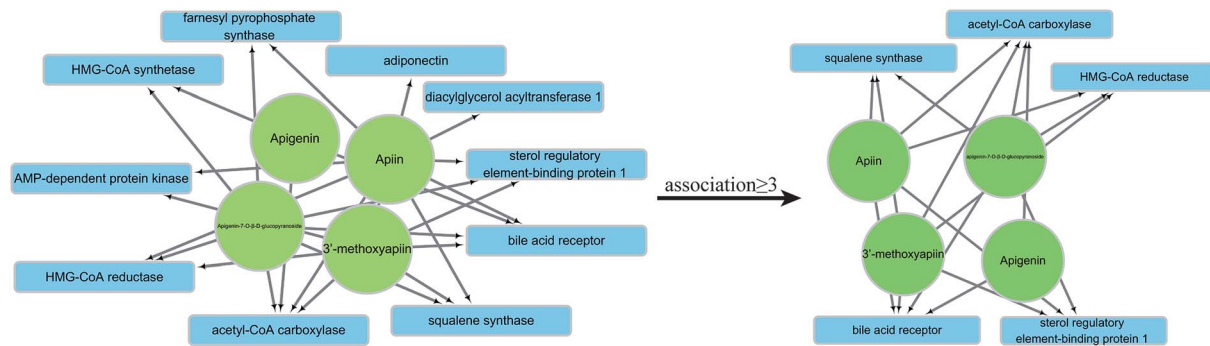 farnesyl pyrophosphate
synthase
HMG-CoA synthetase
adiponectin
diacylglycerol acyltransferase 1
Apigenin
Apiin
AMP-dependent protein kinase
sterol regulatory
element-binding protein 1
Apigenin-7-O-β-D-glucopyranoside
3'-methoxyapiin
bile acid receptor
HMG-CoA reductase
acetyl-CoA carboxylase
squalene synthase
association≥3
acetyl-CoA carboxylase
squalene synthase
HMG-CoA reductase
Apiin
apigenin-7-O-β-D-glucopyranoside
3'-methoxyapiin
Apigenin
bile acid receptor
sterol regulatory
element-binding protein 1